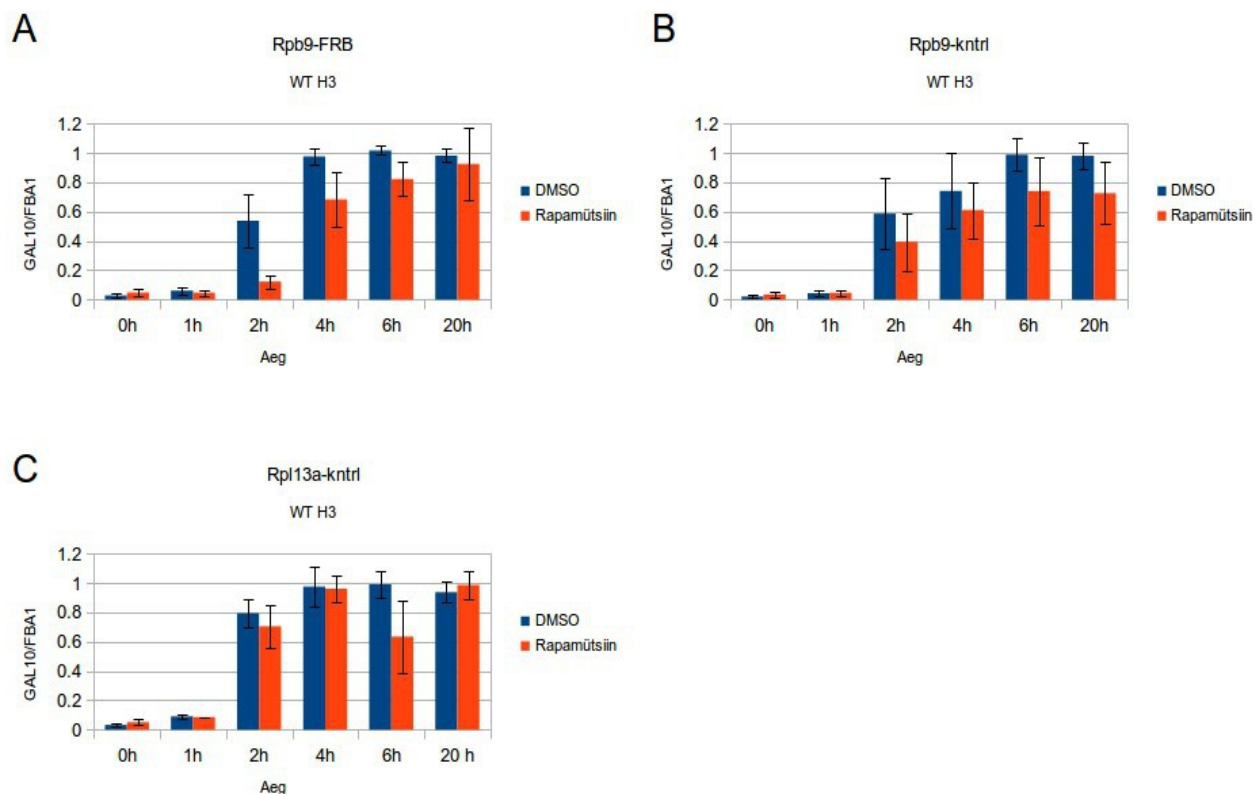 A
Rpb9-FRB
WT H3
1.2
1
0.8
0.6
0.4
0.2
0
GAL10/FBA1
0h 1h 2h 4h 6h 20h
Aeg
DMSO
Rapamütsiin
B
Rpb9-kntrl
WT H3
1.2
1
0.8
0.6
0.4
0.2
0
GAL10/FBA1
0h 1h 2h 4h 6h 20h
Aeg
DMSO
Rapamütsiin
C
Rpl13a-kntrl
WT H3
1.2
1
0.8
0.6
0.4
0.2
0
GAL10/FBA1
0h 1h 2h 4h 6h 20 h
Aeg
DMSO
Rapamütsiin